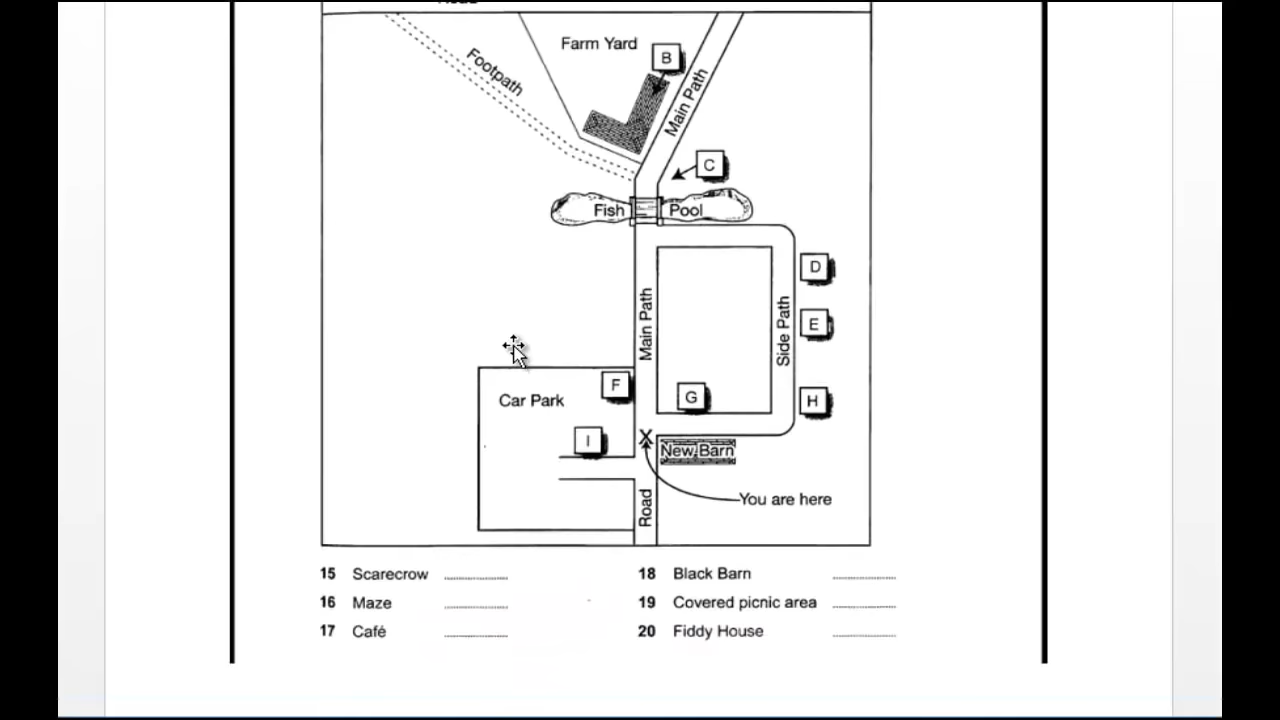 Farm Yard
B
Footpath
Main Path
C
Fish Pool
D
Main Path
Side Path
E
F
Car Park
G
H
I
X
New Barn
You are here
Road
15 Scarecrow
16 Maze
17 Café
18 Black Barn
19 Covered picnic area
20 Fiddy House